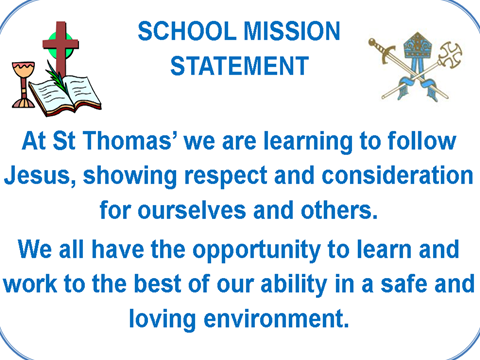 SCHOOL MISSION
STATEMENT
At St Thomas’ we are learning to follow
Jesus, showing respect and consideration
for ourselves and others.
We all have the opportunity to learn and
work to the best of our ability in a safe and
loving environment.